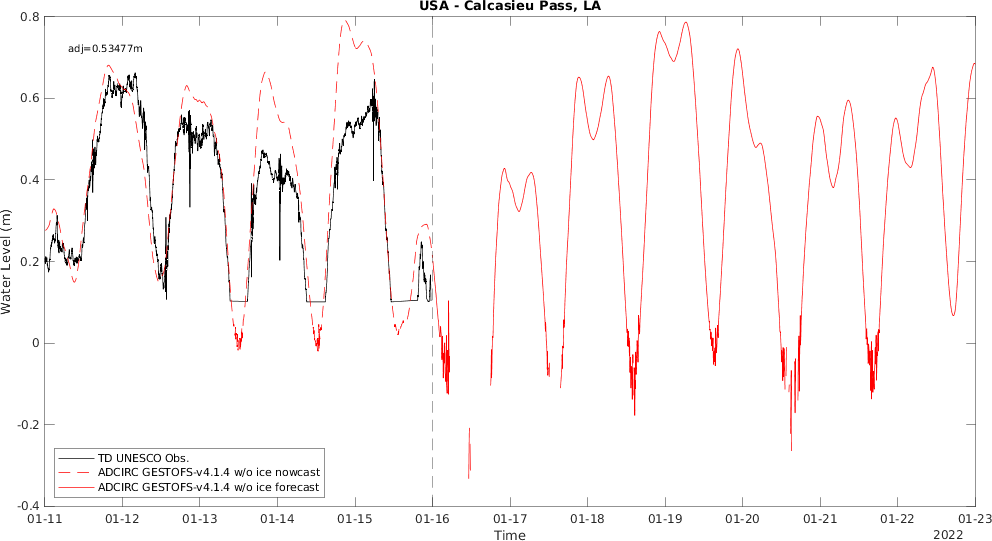 USA - Calcasieu Pass, LA
adj=0.53477m
Water Level (m)
0.8
0.6
0.4
0.2
0
-0.2
-0.4
TD UNESCO Obs.
ADCIRC GESTOFS-v4.1.4 w/o ice nowcast
ADCIRC GESTOFS-v4.1.4 w/o ice forecast
01-11 01-12 01-13 01-14 01-15 01-16 01-17 01-18 01-19 01-20 01-21 01-22 01-23
Time
2022